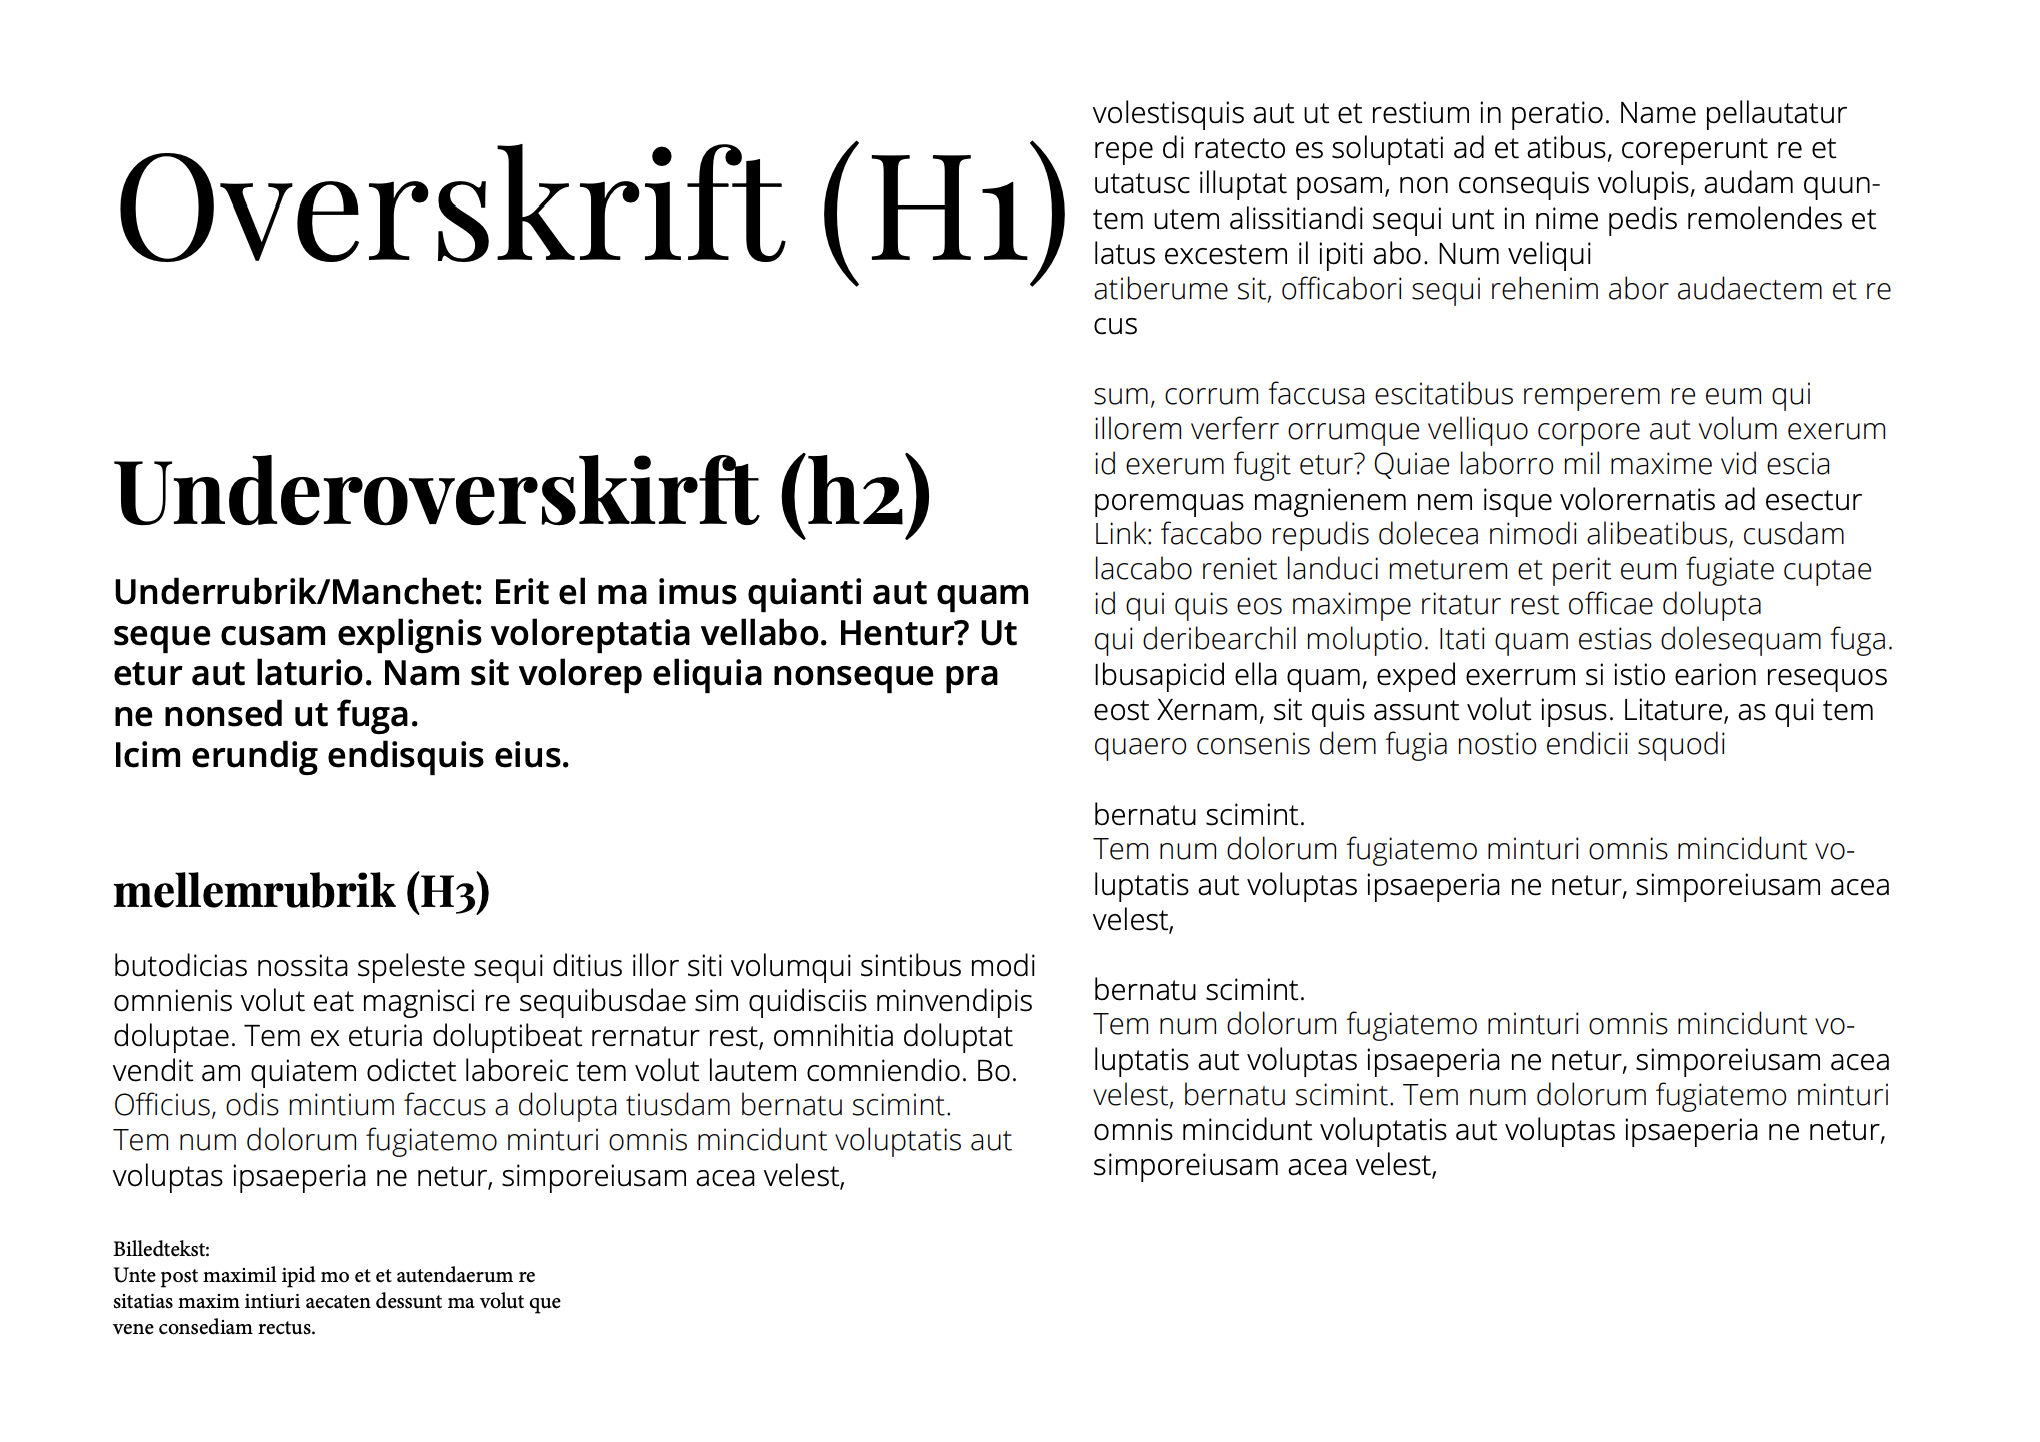 Overskrift (H1)
Underoverskirft (h2)
Underrubrik/Manchet: Erit el ma imus quianti aut quam
seque cusam explignis voloreptatia vellabo. Hentur? Ut
etur aut laturio. Nam sit volorep eliquia nonseque pra
ne nonsed ut fuga.
Icim erundig endisquis eius.
mellemrubrik (H3)
butodicias nossita speleste sequi ditius illor siti volumqui sintibus modi
omnienis volut eat magnisci re sequibusdae sim quidisciis minvendipis
doluptae. Tem ex eturia doluptibeat rernatur rest, omnihitia doluptat
vendit am quiatem odictet laboreic tem volut lautem comniendio. Bo.
Officius, odis mintium faccus a dolupta tiusdam bernatu scimint.
Tem num dolorum fugiatemo minturi omnis mincidunt voluptatis aut
voluptas ipsaeperia ne netur, simporeiusam acea velest,
Billedtekst:
Unte post maximil ipid mo et et autendaerum re
sitatias maxim intiuri aecaten dessunt ma volut que
vene consediam rectus.
volestisquis aut ut et restium in peratio. Name pellautatur
repe di ratecto es soluptati ad et atibus, coreperunt re et
utatusc illuptat posam, non consequis volupis, audam quun-
tem utem alissitiandi sequi unt in nime pedis remolendes et
latus excestem il ipiti abo. Num veliqui
atiberume sit, officabori sequi rehenim abor audaectem et re
cus
sum, corrum faccusa escitatibus remperem re eum qui
illorem verferr orrumque velliquo corpore aut volum exerum
id exerum fugit etur? Quiae laborro mil maxime vid escia
poremquas magnienem nem isque volorernatis ad esectur
Link: faccabo repudis dolecea nimodi alibeatibus, cusdam
laccabo reniet landuci meturem et perit eum fugiate cuptae
id qui quis eos maximpe ritatur rest officae dolupta
qui deribearchil moluptio. Itati quam estias dolesequam fuga.
Ibusapicid ella quam, exped exerrum si istio earion resequos
eost Xernam, sit quis assunt volut ipsus. Litature, as qui tem
quaero consenis dem fugia nostio endicii squodi
bernatu scimint.
Tem num dolorum fugiatemo minturi omnis mincidunt vo-
luptatis aut voluptas ipsaeperia ne netur, simporeiusam acea
velest,
bernatu scimint.
Tem num dolorum fugiatemo minturi omnis mincidunt vo-
luptatis aut voluptas ipsaeperia ne netur, simporeiusam acea
velest, bernatu scimint. Tem num dolorum fugiatemo minturi
omnis mincidunt voluptatis aut voluptas ipsaeperia ne netur,
simporeiusam acea velest,